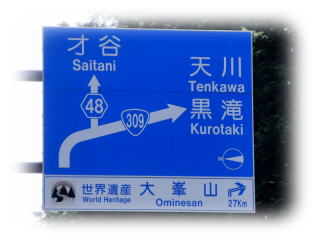 才谷
Saitani
天川
Tenkawa
48
309
黒滝
Kurotaki
N
世界遺産 大峯山
World Heritage Ominesan 27Km